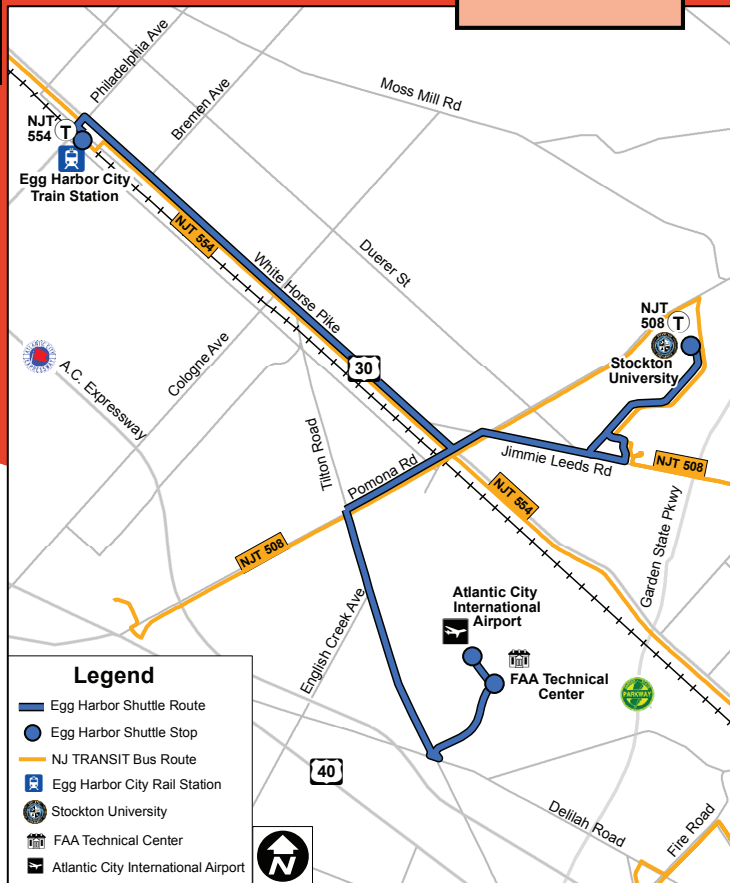 Philadelphia Ave
Bremen Ave
Moss Mill Rd
NJT
554
T
Egg Harbor City
Train Station
NJT 554
White Horse Pike
Duerer St
NJT
508
T
Stockton
University
Cologne Ave
30
A.C. Expressway
Tilton Road
Pomona Rd
Jimmie Leeds Rd
NJT 508
NJT 554
NJT 508
Garden State Pkwy
English Creek Ave
Atlantic City
International
Airport
FAA Technical
Center
PARKWAY
40
Delilah Road
Fire Road
Legend
Egg Harbor Shuttle Route
Egg Harbor Shuttle Stop
NJ TRANSIT Bus Route
Egg Harbor City Rail Station
Stockton University
FAA Technical Center
Atlantic City International Airport
N